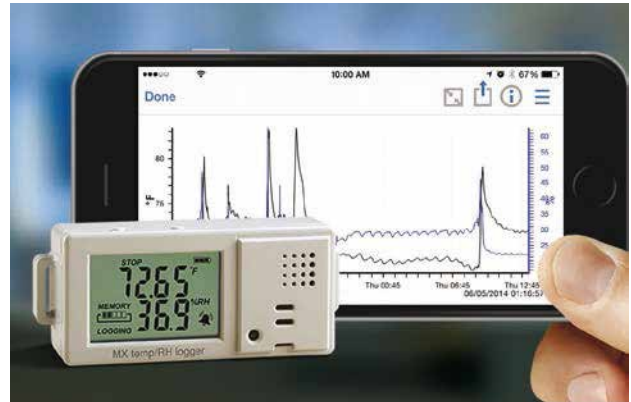 10:00 AM
67%
Done
°F
80
76
60
55
50
45
40
35
30
25
Thu 00:45
Thu 06:45
Thu 12:45
06/05/2014 01:16:57
STOP
72.65 °F
MEMORY
36.9 %RH
LOGGING
MX temp/RH logger